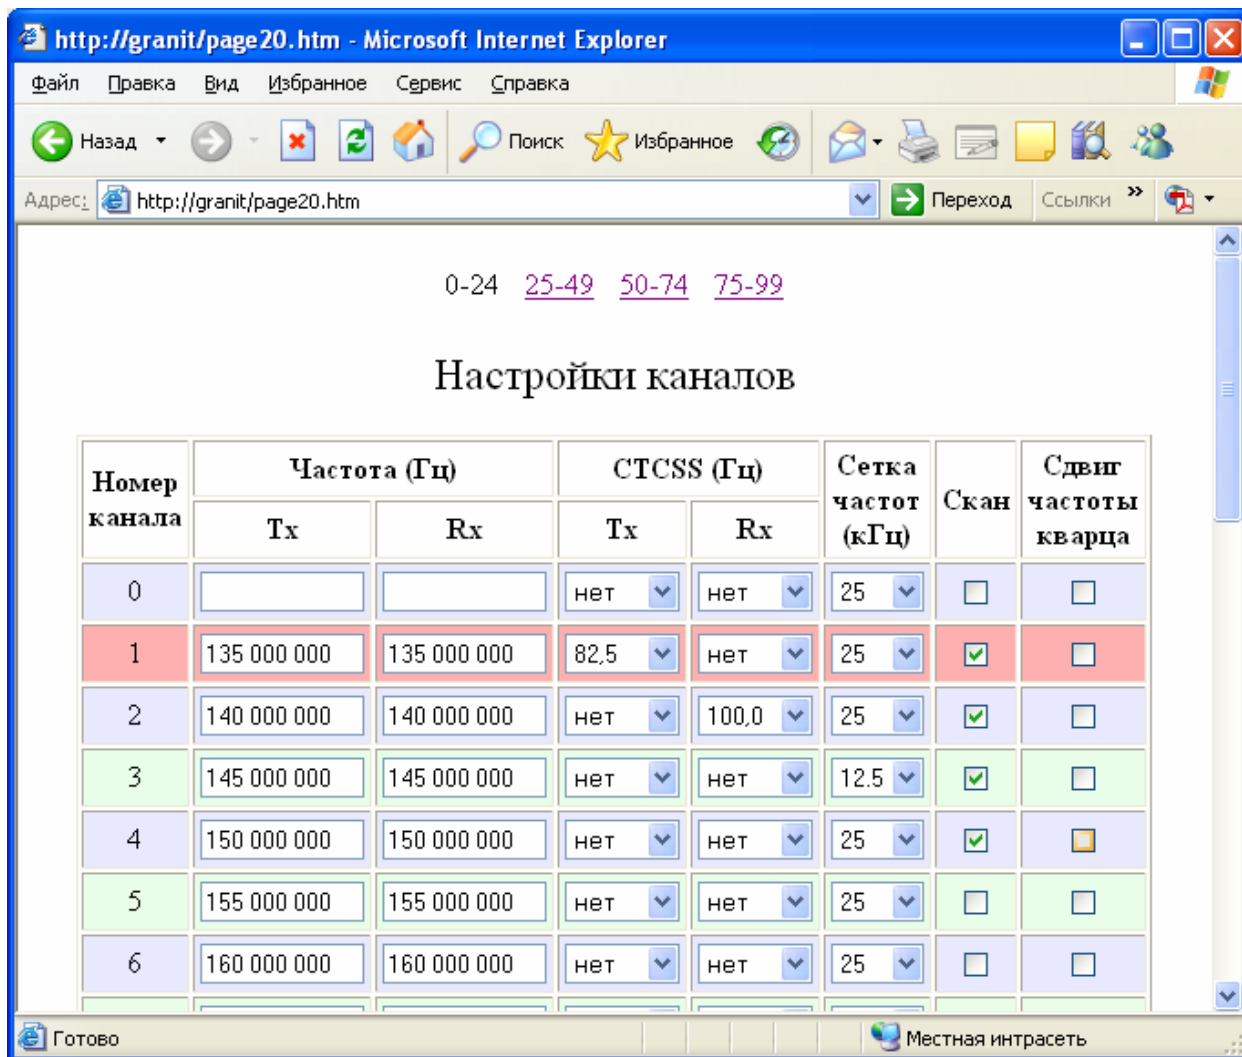 http://granit/page20.htm - Microsoft Internet Explorer
Файл Правка Вид Избранное Сервис Справка
Назад Поиск Избранное
Адрес: http://granit/page20.htm Переход Ссылки »
0-24 25-49 50-74 75-99
Настройки каналов
Номер канала Частота (Гц) CTCSS (Гц) Сетка частот (кГц) Скан Сдвиг частоты кварца
Tx Rx Tx Rx
0 нет нет 25
1 135 000 000 135 000 000 82,5 нет 25
2 140 000 000 140 000 000 нет 100,0 25
3 145 000 000 145 000 000 нет нет 12.5
4 150 000 000 150 000 000 нет нет 25
5 155 000 000 155 000 000 нет нет 25
6 160 000 000 160 000 000 нет нет 25
Готово Местная интрасеть